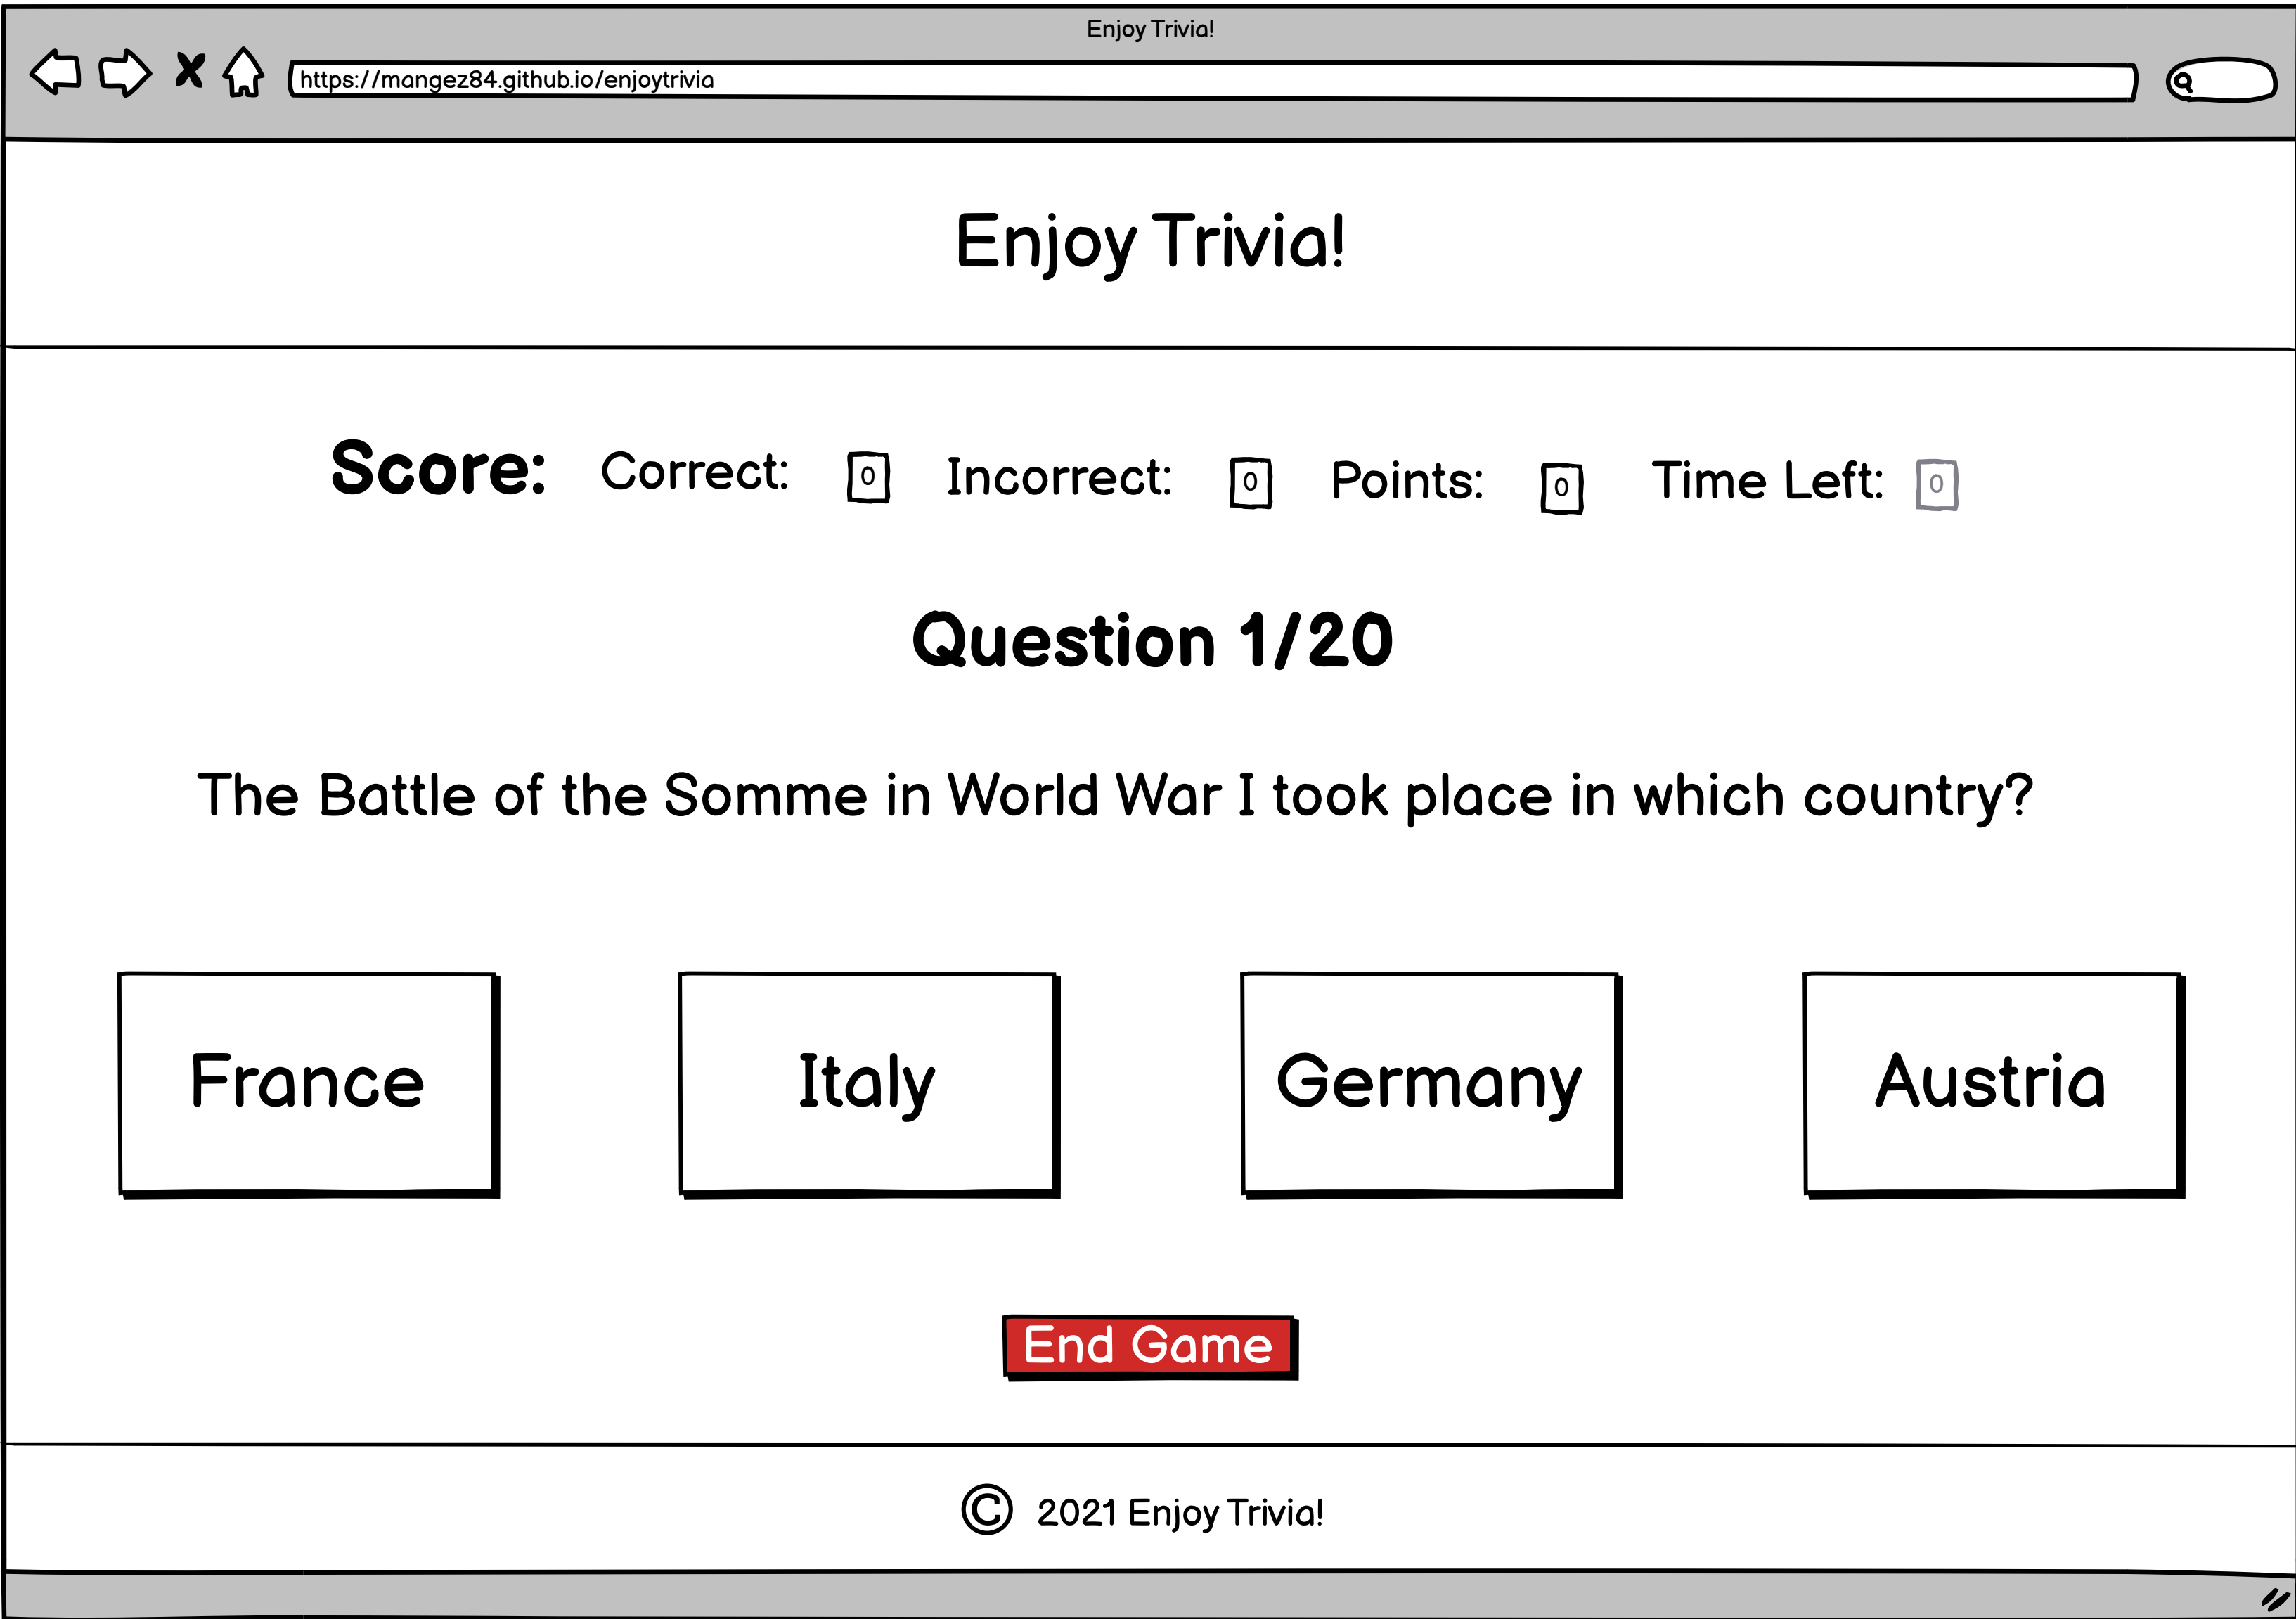 Enjoy Trivia!
https://mangez84.github.io/enjoytrivia
Enjoy Trivia!
Score: Correct: 0 Incorrect: 0 Points: 0 Time Left: 0
Question 1/20
The Battle of the Somme in World War I took place in which country?
France Italy Germany Austria
End Game
© 2021 Enjoy Trivia!